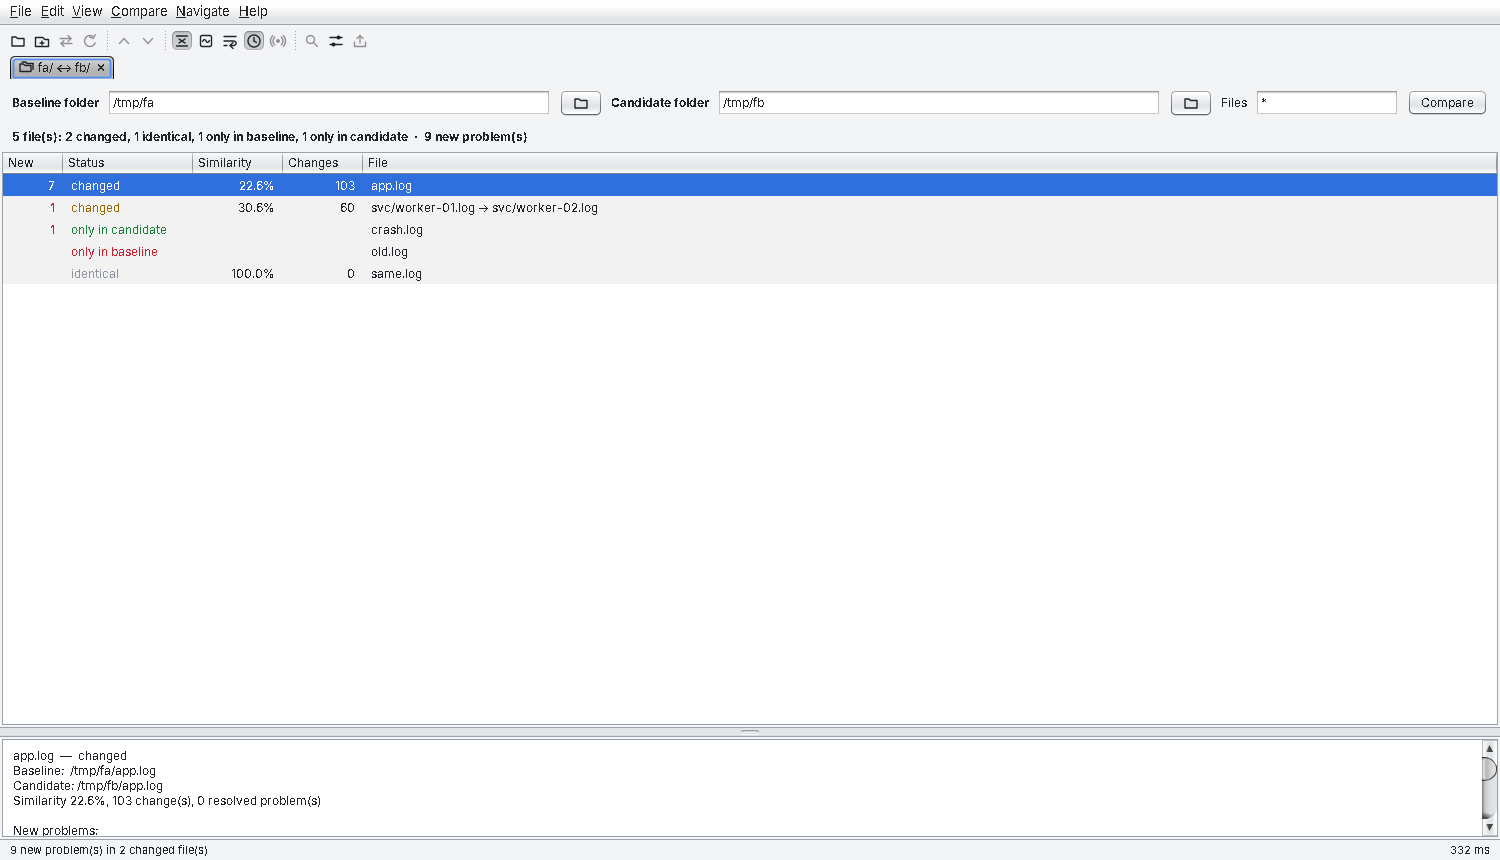 File Edit View Compare Navigate Help
fa/ ↔ fb/ ×
Baseline folder /tmp/fa Candidate folder /tmp/fb Files * Compare
5 file(s): 2 changed, 1 identical, 1 only in baseline, 1 only in candidate · 9 new problem(s)
New Status Similarity Changes File
7 changed 22.6% 103 app.log
1 changed 30.6% 60 svc/worker-01.log → svc/worker-02.log
1 only in candidate crash.log
only in baseline old.log
identical 100.0% 0 same.log
app.log — changed
Baseline: /tmp/fa/app.log
Candidate: /tmp/fb/app.log
Similarity 22.6%, 103 change(s), 0 resolved problem(s)
New problems:
9 new problem(s) in 2 changed file(s) 332 ms